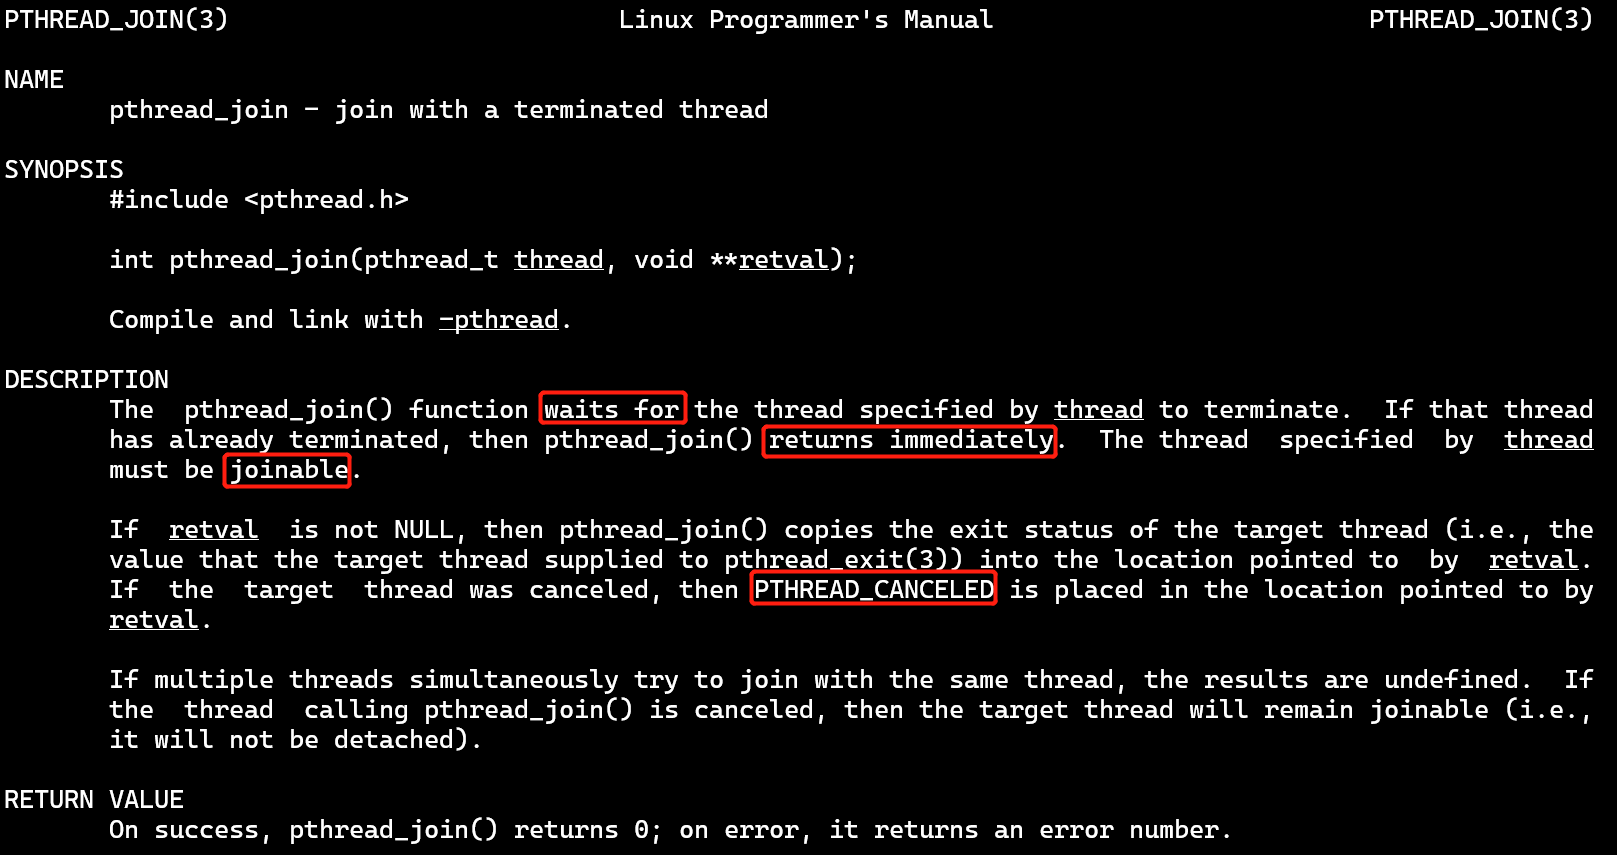 PTHREAD_JOIN(3) Linux Programmer's Manual PTHREAD_JOIN(3)
NAME
pthread_join - join with a terminated thread
SYNOPSIS
#include <pthread.h>
int pthread_join(pthread_t thread, void **retval);
Compile and link with -pthread.
DESCRIPTION
The pthread_join() function waits for the thread specified by thread to terminate. If that thread
has already terminated, then pthread_join() returns immediately. The thread specified by thread
must be joinable.
If retval is not NULL, then pthread_join() copies the exit status of the target thread (i.e., the
value that the target thread supplied to pthread_exit(3)) into the location pointed to by retval.
If the target thread was canceled, then PTHREAD_CANCELED is placed in the location pointed to by
retval.
If multiple threads simultaneously try to join with the same thread, the results are undefined. If
the thread calling pthread_join() is canceled, then the target thread will remain joinable (i.e.,
it will not be detached).
RETURN VALUE
On success, pthread_join() returns 0; on error, it returns an error number.